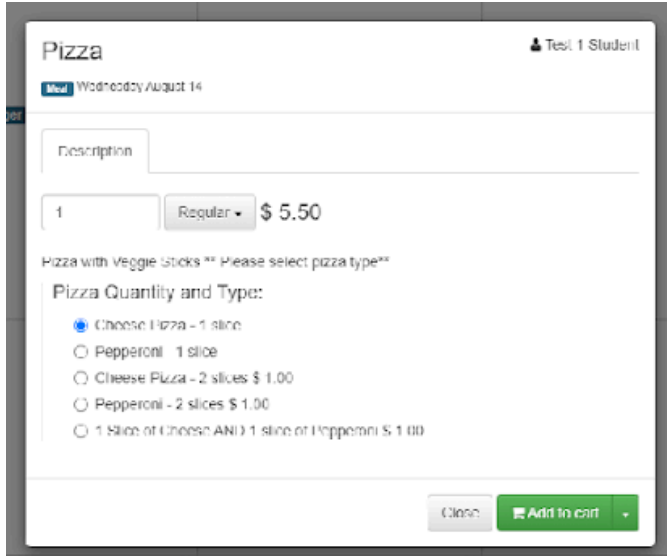 Pizza
Test 1 Student
Meal Wednesday August 14
Description
1 Regular $ 5.50
Pizza with Veggie Sticks ** Please select pizza type**
Pizza Quantity and Type:
Cheese Pizza - 1 slice
Pepperoni - 1 slice
Cheese Pizza - 2 slices $ 1.00
Pepperoni - 2 slices $ 1.00
1 Slice of Cheese AND 1 slice of Pepperoni $ 1.00
Close Add to cart